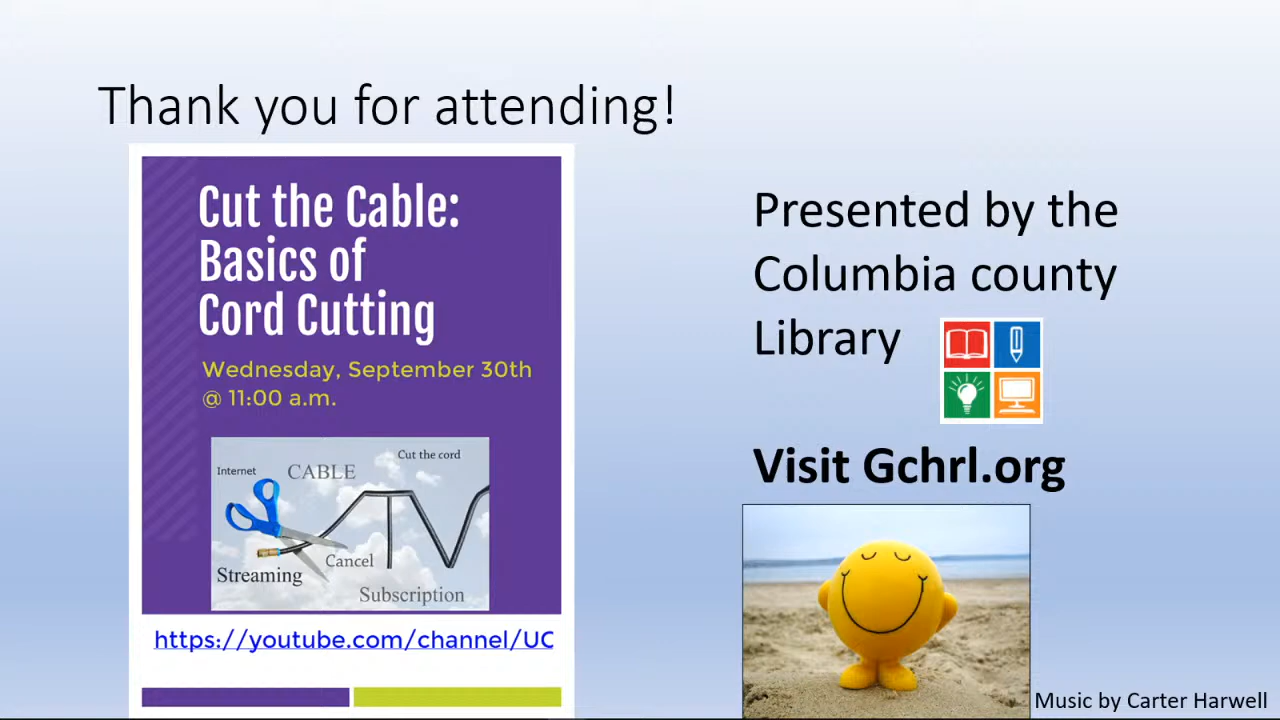 Thank you for attending!
Cut the Cable:
Basics of
Cord Cutting
Wednesday, September 30th
@ 11:00 a.m.
Internet
CABLE
Cut the cord
TV
Cancel
Streaming
Subscription
https://youtube.com/channel/UC
Presented by the
Columbia county
Library
Visit Gchrl.org
Music by Carter Harwell